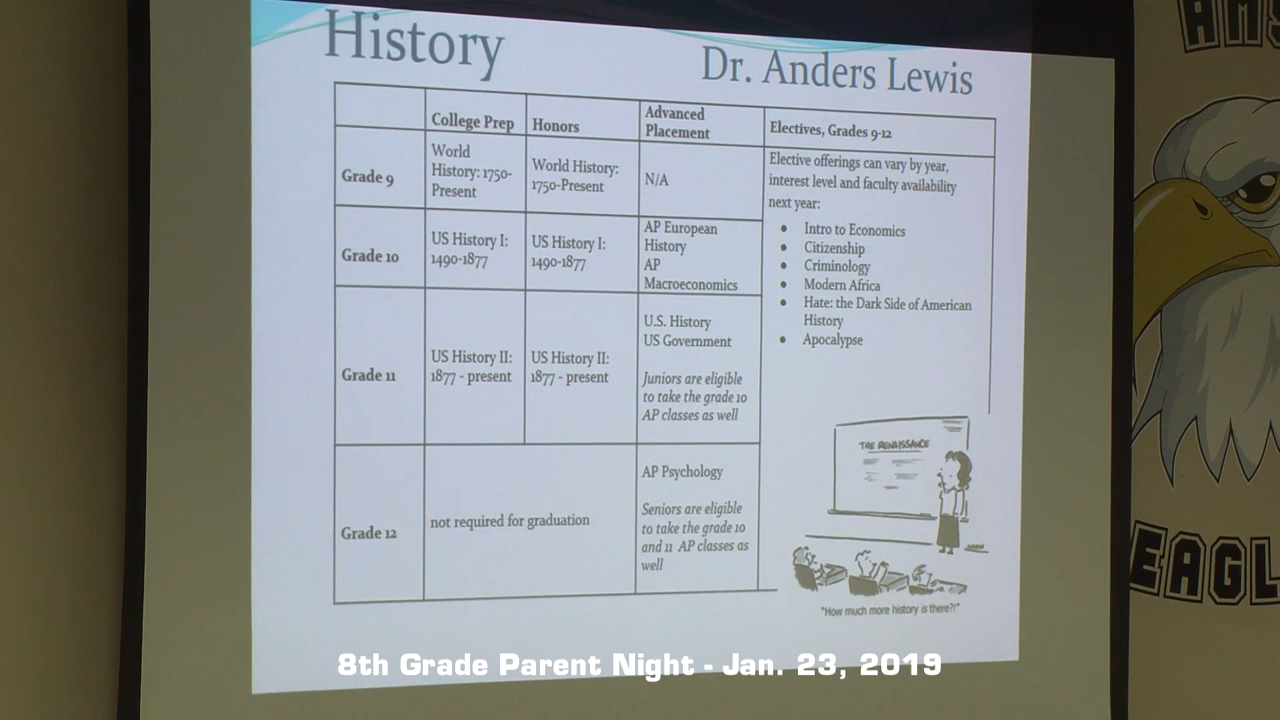 History
Dr. Anders Lewis
College Prep
Honors
Advanced
Placement
Electives, Grades 9-12
Grade 9
World
History: 1750-
Present
World History:
1750-Present
N/A
Elective offerings can vary by year,
interest level and faculty availability
next year:
● Intro to Economics
● Citizenship
● Criminology
● Modern Africa
● Hate: the Dark Side of American
History
● Apocalypse
Grade 10
US History I:
1490-1877
US History I:
1490-1877
AP European
History
AP
Macroeconomics
Grade 11
US History II:
1877 - present
US History II:
1877 - present
U.S. History
US Government
Juniors are eligible
to take the grade 10
AP classes as well
Grade 12
not required for graduation
AP Psychology
Seniors are eligible
to take the grade 10
and 11 AP classes as
well
THE RENAISSANCE
"How much more history is there?!"
8th Grade Parent Night - Jan. 23, 2019